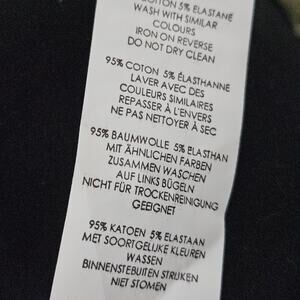 COTTON 5% ELASTANE
WASH WITH SIMILAR
COLOURS
IRON ON REVERSE
DO NOT DRY CLEAN
95% COTON 5% ÉLASTHANNE
LAVER AVEC DES
COULEURS SIMILAIRES
REPASSER À L'ENVERS
NE PAS NETTOYER À SEC
95% BAUMWOLLE 5% ELASTHAN
MIT ÄHNLICHEN FARBEN
ZUSAMMEN WASCHEN
AUF LINKS BÜGELN
NICHT FÜR TROCKENREINIGUNG
GEEIGNET
95% KATOEN 5% ELASTAAN
MET SOORTGELIJKE KLEUREN
WASSEN
BINNENSTEBUITEN STRIJKEN
NIET STOMEN